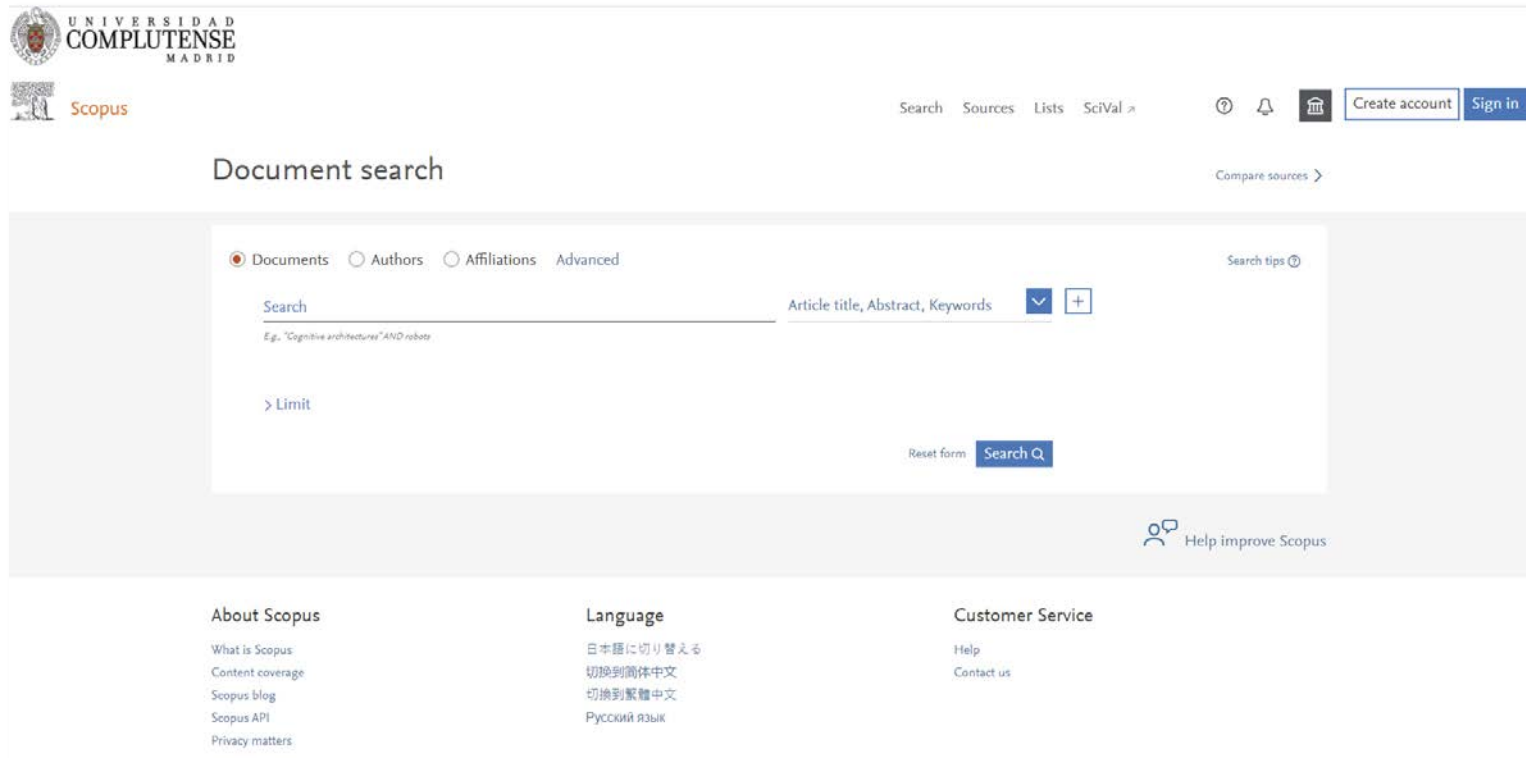 UNIVERSIDAD
COMPLUTENSE
MADRID
Scopus
Search Sources Lists SciVal
Create account
Sign in
Document search
Compare sources
Documents Authors Affiliations Advanced
Search tips
Search
Article title, Abstract, Keywords
E.g., "Cognitive architectures" AND robots
Limit
Reset form
Search
Help improve Scopus
About Scopus
What is Scopus
Content coverage
Scopus blog
Scopus API
Privacy matters
Language
日本語に切り替える
切换到简体中文
切換到繁體中文
Русский язык
Customer Service
Help
Contact us